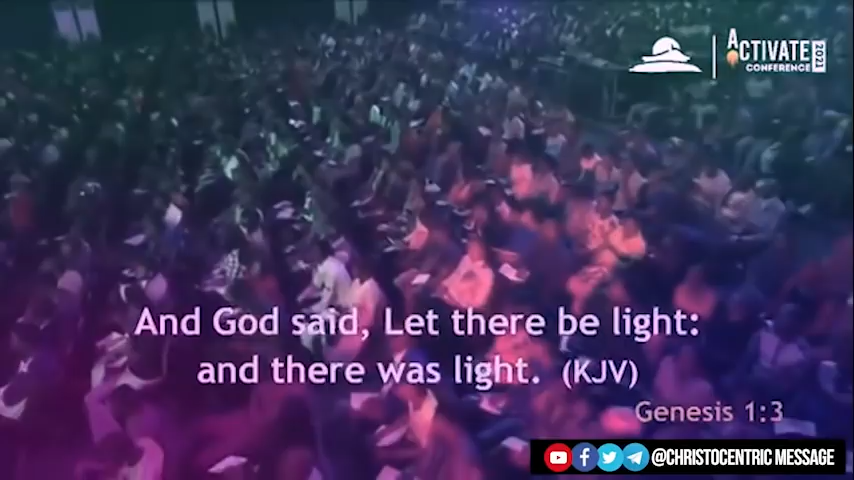 ACTIVATE
CONFERENCE 2021
And God said, Let there be light:
and there was light. (KJV)
Genesis 1:3
@CHRISTOCENTRIC MESSAGE